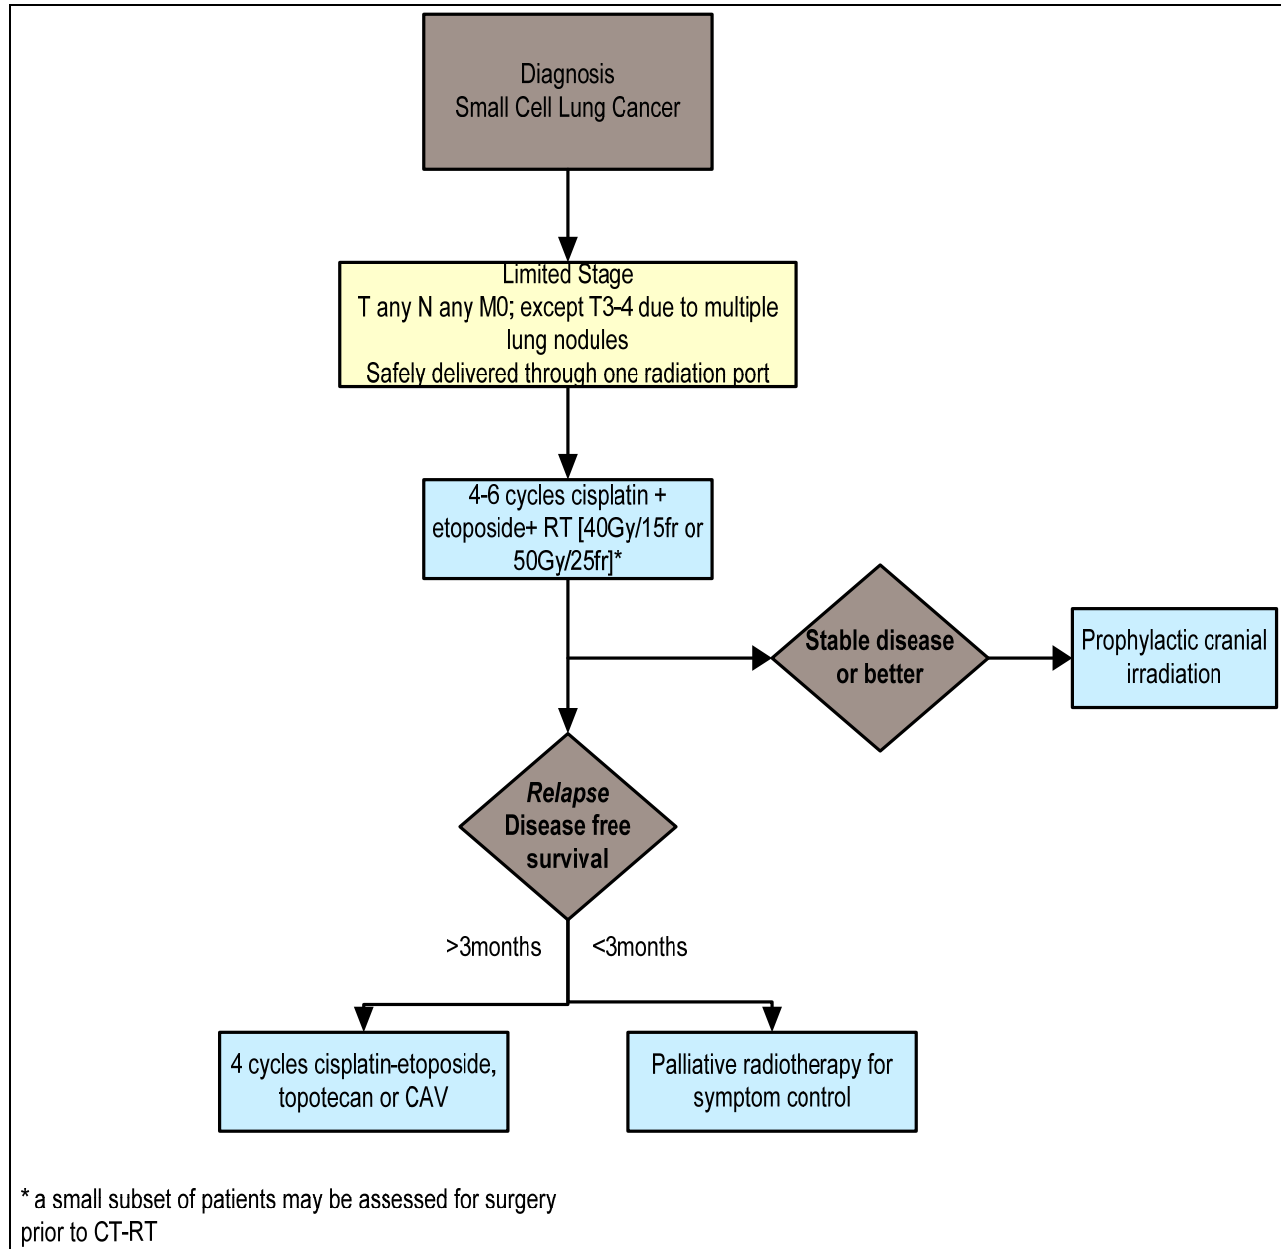 Diagnosis
Small Cell Lung Cancer
Limited Stage
T any N any M0; except T3-4 due to multiple
lung nodules
Safely delivered through one radiation port
4-6 cycles cisplatin +
etoposide+ RT [40Gy/15fr or
50Gy/25fr]*
Stable disease
or better
Prophylactic cranial
irradiation
Relapse
Disease free
survival
>3months
<3months
4 cycles cisplatin-etoposide,
topotecan or CAV
Palliative radiotherapy for
symptom control
* a small subset of patients may be assessed for surgery
prior to CT-RT